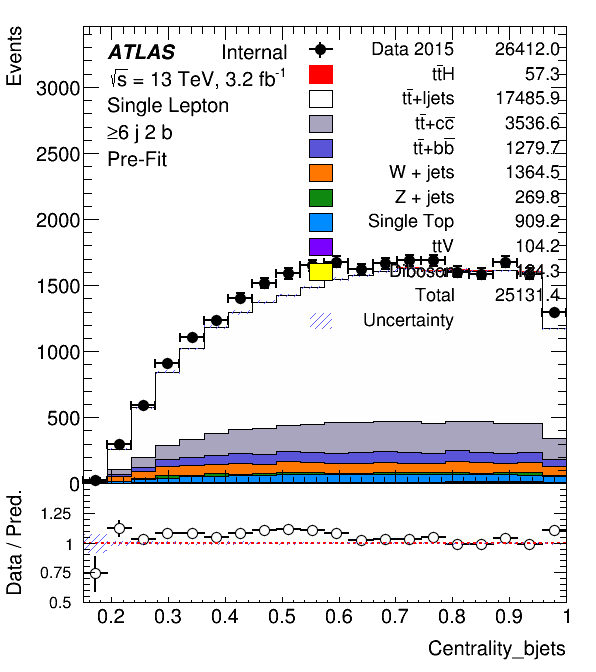 Events
ATLAS Internal
√s = 13 TeV, 3.2 fb⁻¹
Single Lepton
≥6 j 2 b
Pre-Fit
Data 2015 26412.0
tt̄H 57.3
tt̄+ljets 17485.9
tt̄+cc̄ 3536.6
tt̄+bb̄ 1279.7
W + jets 1364.5
Z + jets 269.8
Single Top 909.2
tt̄V 104.2
Diboson
Total 25131.4
Uncertainty
3000
2500
2000
1500
1000
500
0
Data / Pred.
1.25
1
0.75
0.5
0.2 0.3 0.4 0.5 0.6 0.7 0.8 0.9 1
Centrality_bjets